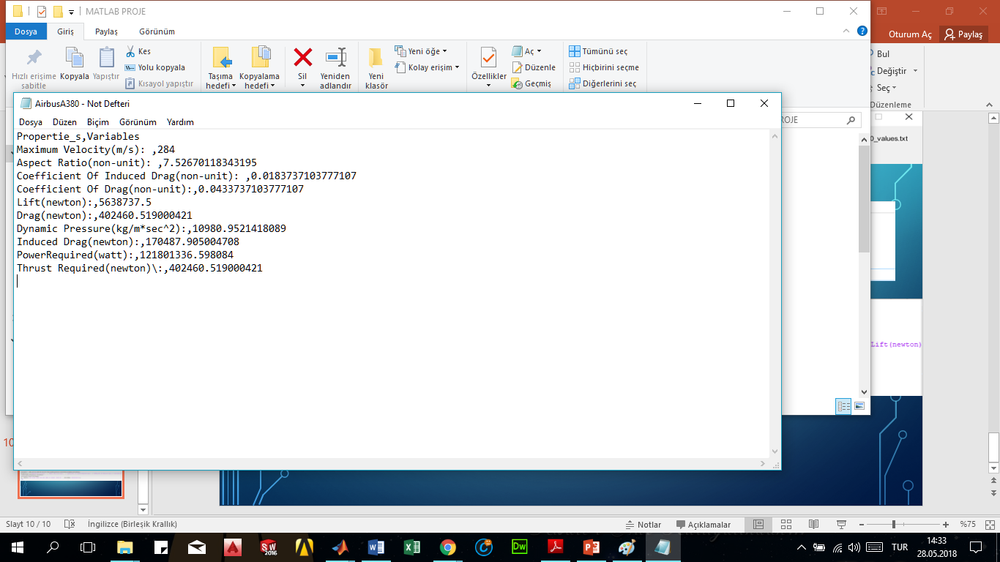 MATLAB PROJE
Dosya
Giriş
Paylaş
Görünüm
Oturum Aç
Paylaş
Hızlı erişime sabitle
Kopyala
Yapıştır
Kes
Yolu kopyala
Kısayol yapıştır
Taşıma hedefi
Kopyalama hedefi
Sil
Yeniden adlandır
Yeni klasör
Yeni öğe
Kolay erişim
Özellikler
Aç
Düzenle
Geçmiş
Tümünü seç
Hiçbirini seçme
Diğerlerini seç
Bul
Değiştir
Seç
Düzenleme
AirbusA380 - Not Defteri
ROJE
0_values.txt
Dosya Düzen Biçim Görünüm Yardım
Propertie_s,Variables
Maximum Velocity(m/s): ,284
Aspect Ratio(non-unit): ,7.52670118343195
Coefficient Of Induced Drag(non-unit): ,0.0183737103777107
Coefficient Of Drag(non-unit):,0.0433737103777107
Lift(newton):,5638737.5
Drag(newton):,402460.519000421
Dynamic Pressure(kg/m*sec^2):,10980.9521418089
Induced Drag(newton):,170487.905004708
PowerRequired(watt):,121801336.598084
Thrust Required(newton)\:,402460.519000421
Lift(newton)
10
Slayt 10 / 10
İngilizce (Birleşik Krallık)
Notlar
Açıklamalar
%75
SW 2016
Dw
TUR
14:33
28.05.2018